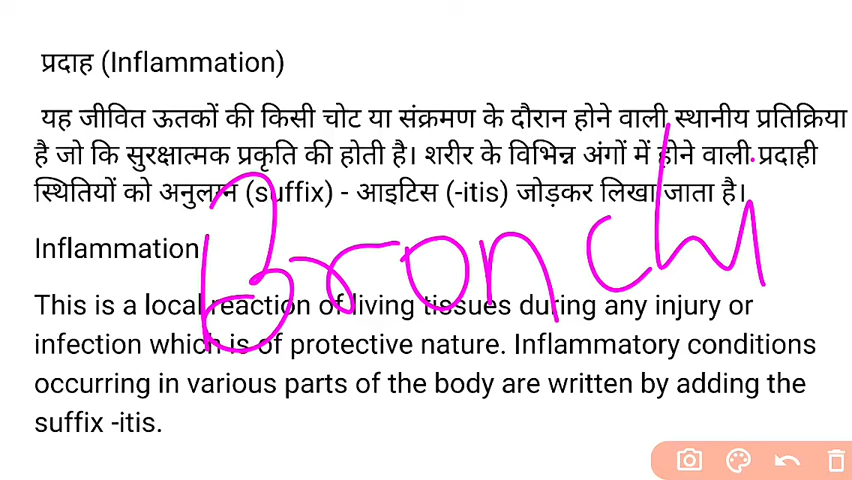 प्रदाह (Inflammation)
यह जीवित ऊतकों की किसी चोट या संक्रमण के दौरान होने वाली स्थानीय प्रतिक्रिया
है जो कि सुरक्षात्मक प्रकृति की होती है। शरीर के विभिन्न अंगों में होने वाली प्रदाही
स्थितियों को अनुलग्न (suffix) - आइटिस (-itis) जोड़कर लिखा जाता है।
Inflammation
Bronch
This is a local reaction of living tissues during any injury or
infection which is of protective nature. Inflammatory conditions
occurring in various parts of the body are written by adding the
suffix -itis.